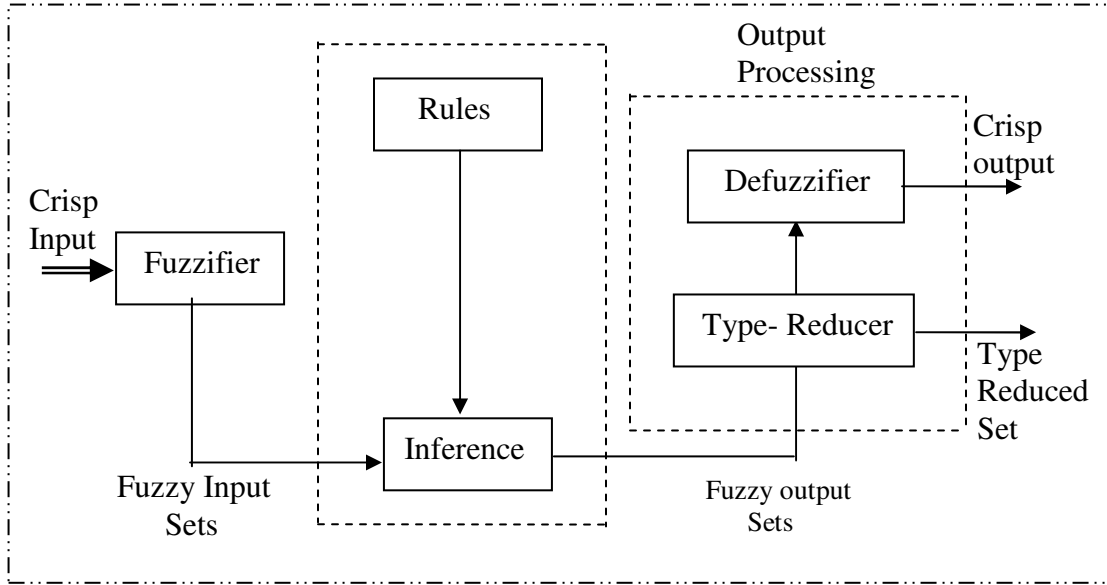 Output
Processing
Rules
Crisp
output
Defuzzifier
Crisp
Input
Fuzzifier
Type- Reducer
Type
Reduced
Set
Inference
Fuzzy Input
Sets
Fuzzy output
Sets